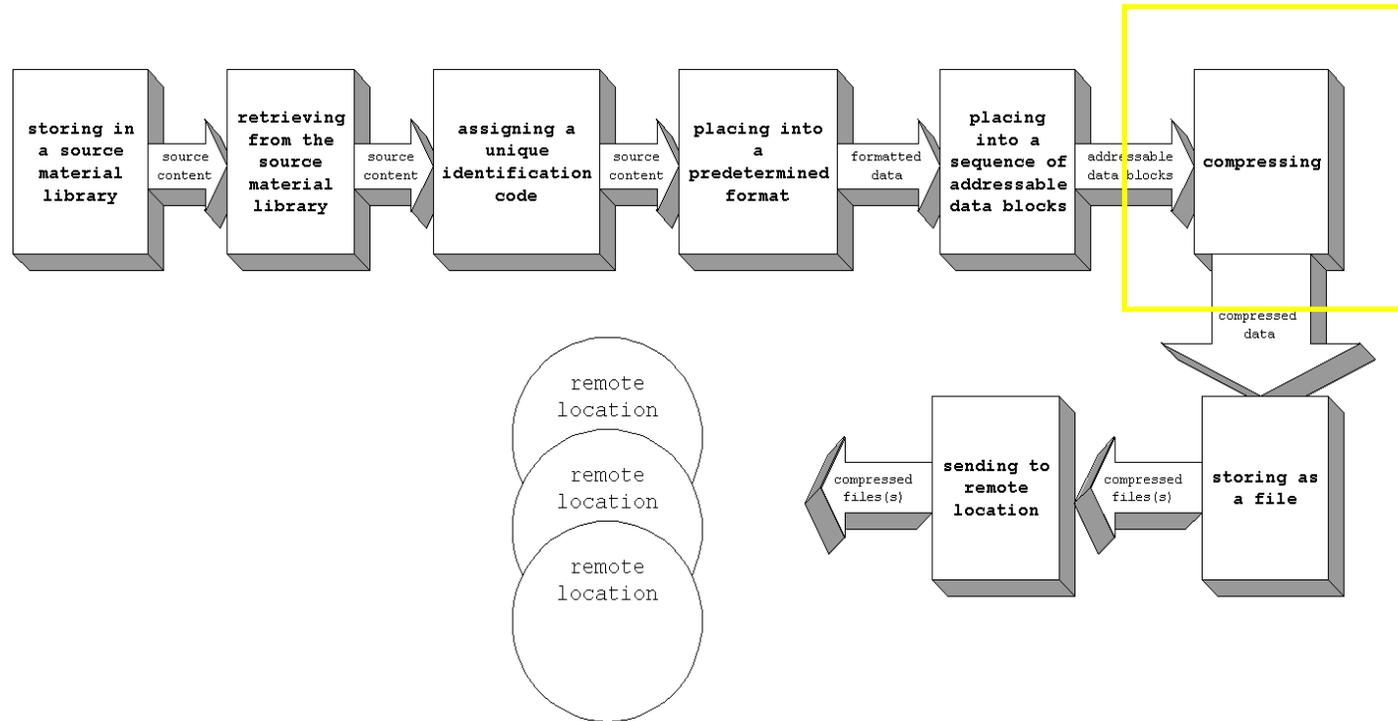 storing in
a source
material
library
source
content
retrieving
from the
source
material
library
source
content
assigning a
unique
identification
code
source
content
placing into
a
predetermined
format
formatted
data
placing
into a
sequence of
addressable
data blocks
addressable
data blocks
compressing
compressed
data
storing as
a file
compressed
files(s)
sending to
remote
location
compressed
files(s)
remote
location
remote
location
remote
location